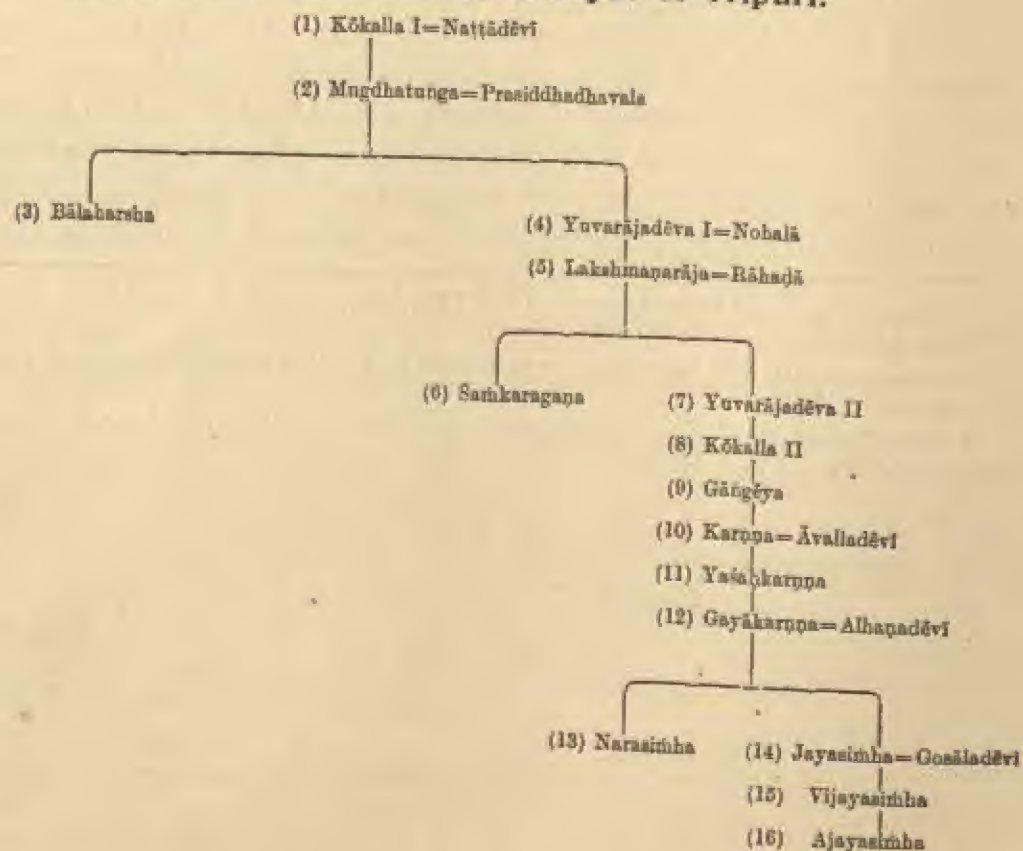 Tripuri.
(1) Kōkalla I=Naṭṭādēvī
(2) Mugdhatunga=Prasiddhadhavala
(3) Bālaharsha
(4) Yuvarājadēva I=Nohalā
(5) Lakshmaṇarāja=Rāhaḍā
(6) Saṁkaragaṇa
(7) Yuvarājadēva II
(8) Kōkalla II
(9) Gāṅgēya
(10) Karṇṇa=Āvalladēvī
(11) Yaśaḥkarṇṇa
(12) Gayākarṇṇa=Alhaṇadēvī
(13) Narasiṁha
(14) Jayasiṁha=Gosāladēvī
(15) Vijayasiṁha
(16) Ajayasiṁha